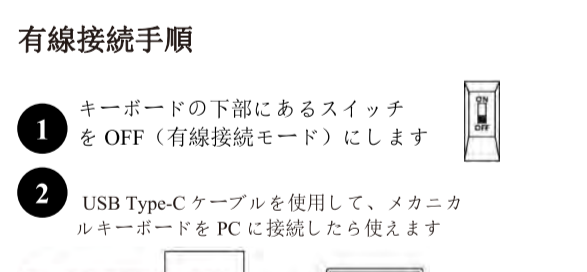 有線接続手順
1
キーボードの下部にあるスイッチ
を OFF（有線接続モード）にします
ON
OFF
2
USB Type-C ケーブルを使用して、メカニカ
ルキーボードを PC に接続したら使えます